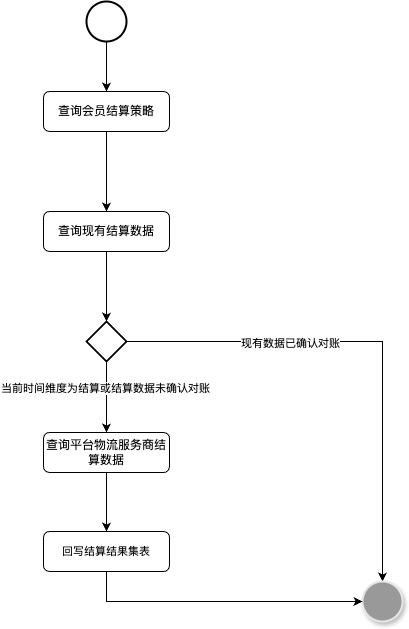 查询会员结算策略
查询现有结算数据
现有数据已确认对账
当前时间维度为结算或结算数据未确认对账
查询平台物流服务商结
算数据
回写结算结果集表